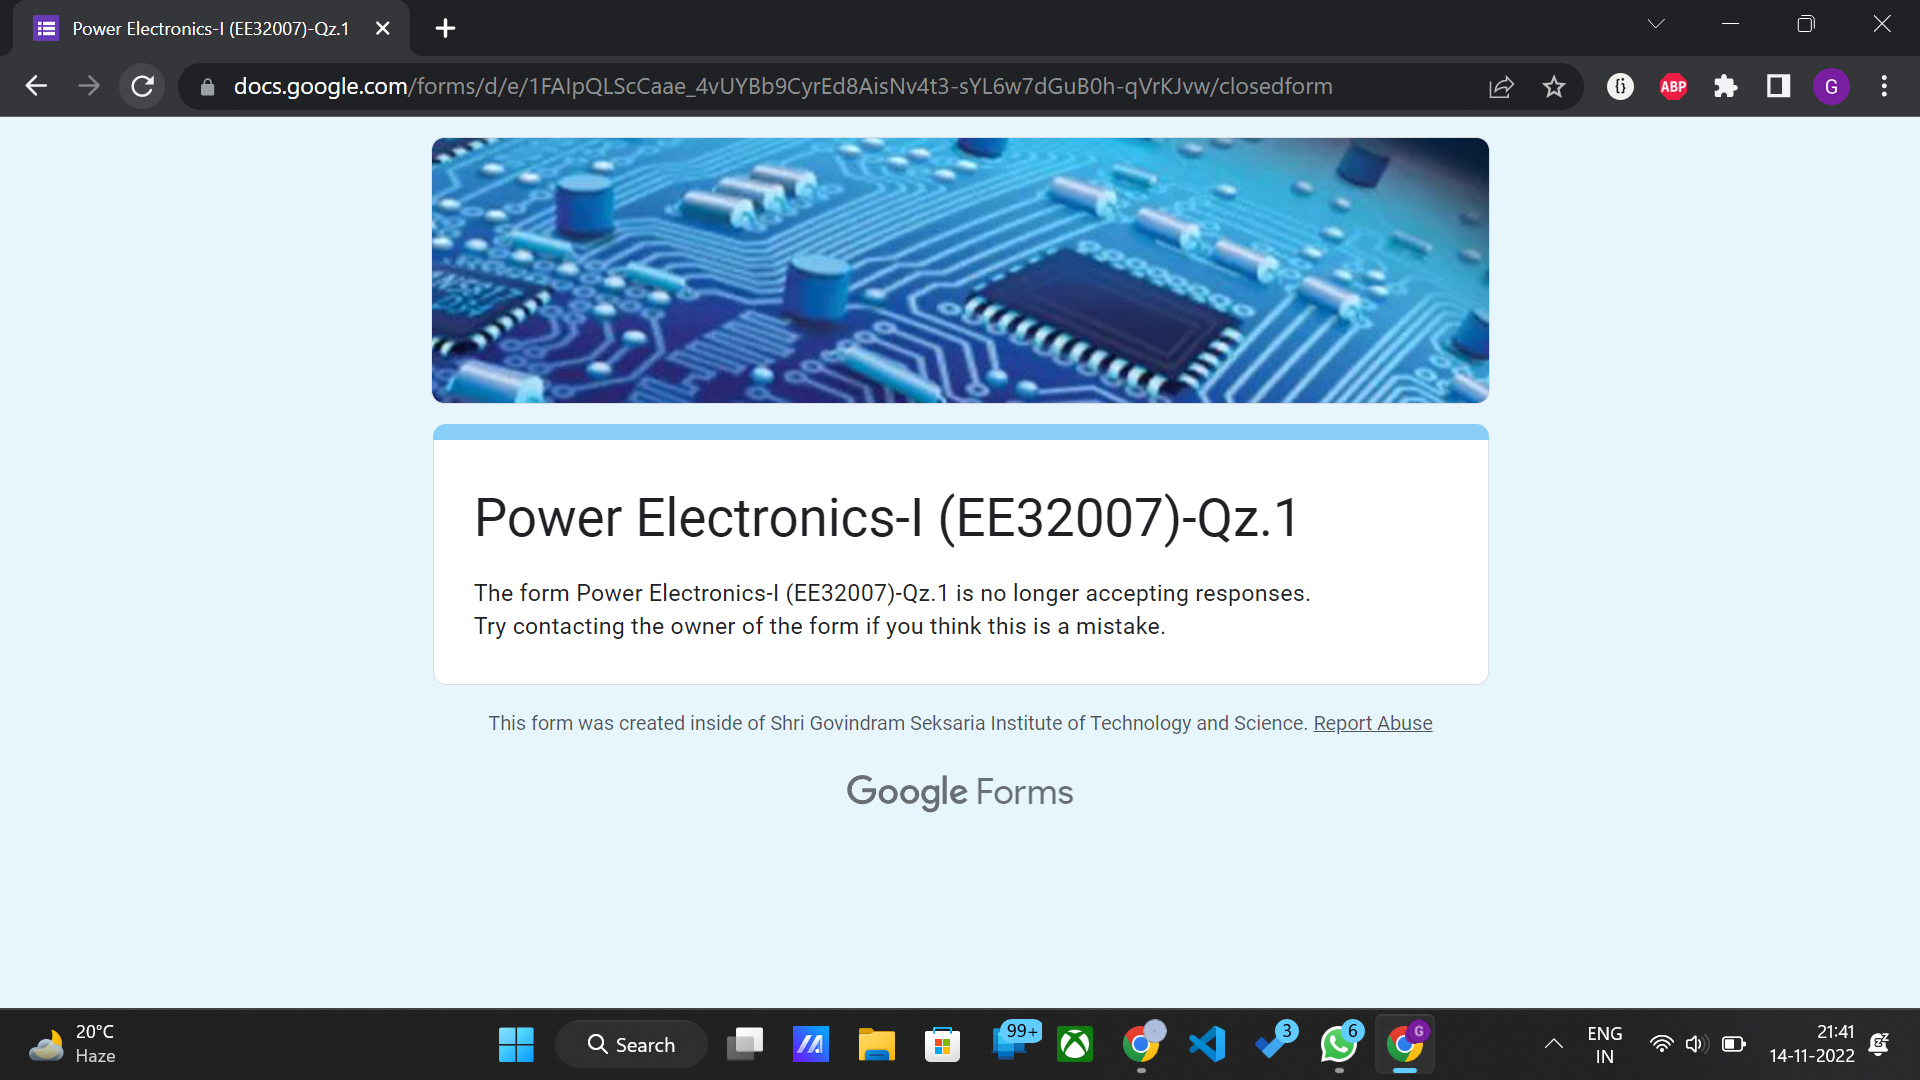 Power Electronics-I (EE32007)-Qz.1
docs.google.com/forms/d/e/1FAIpQLScCaae_4vUYBb9CyrEd8AisNv4t3-sYL6w7dGuB0h-qVrKJvw/closedform
ABP
G
Power Electronics-I (EE32007)-Qz.1
The form Power Electronics-I (EE32007)-Qz.1 is no longer accepting responses.
Try contacting the owner of the form if you think this is a mistake.
This form was created inside of Shri Govindram Seksaria Institute of Technology and Science. Report Abuse
Google Forms
20°C
Haze
Search
99+
3
6
G
ENG
IN
21:41
14-11-2022